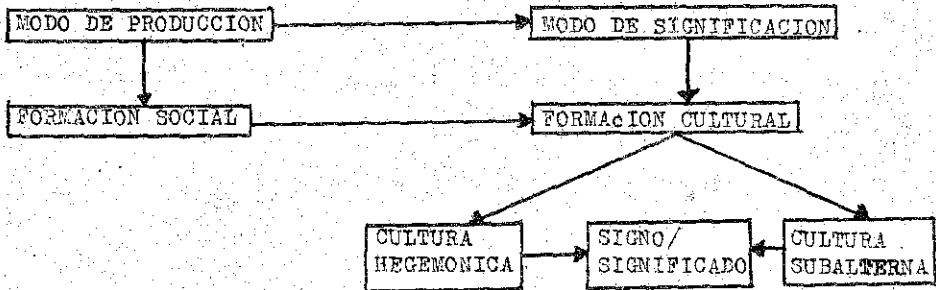 MODO DE PRODUCCION
MODO DE SIGNIFICACION
FORMACION SOCIAL
FORMAcION CULTURAL
CULTURA
HEGEMONICA
SIGNO/
SIGNIFICADO
CULTURA
SUBALTERNA